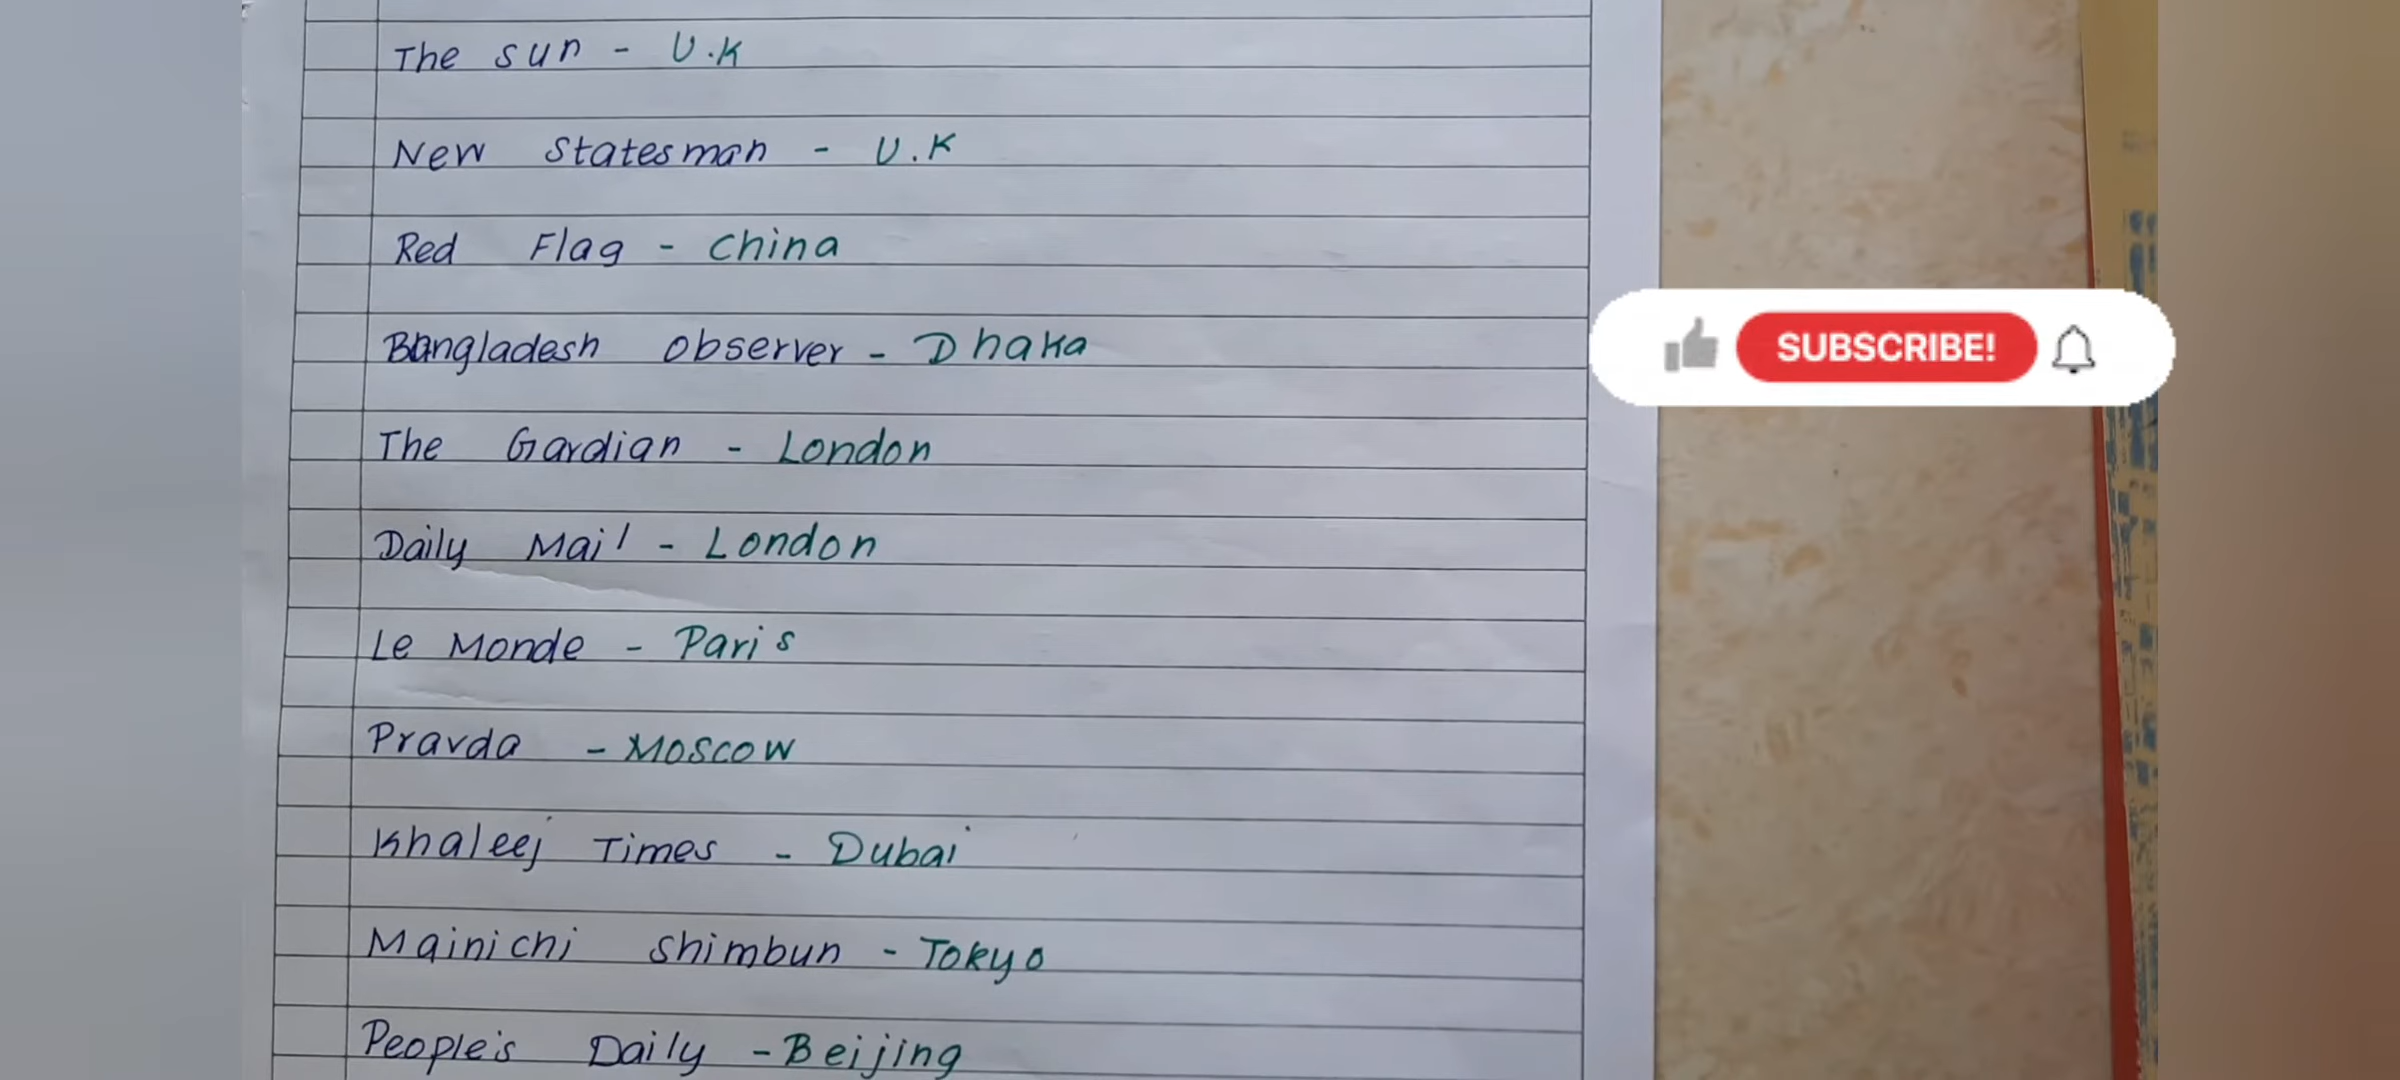 The sun - U.K
New Statesman - U.K
Red Flag - China
Bangladesh observer - Dhaka
SUBSCRIBE!
The Gardian - London
Daily Mail - London
Le Monde - Paris
Pravda - Moscow
Khaleej Times - Dubai
Mainichi shimbun - Tokyo
People's Daily - Beijing